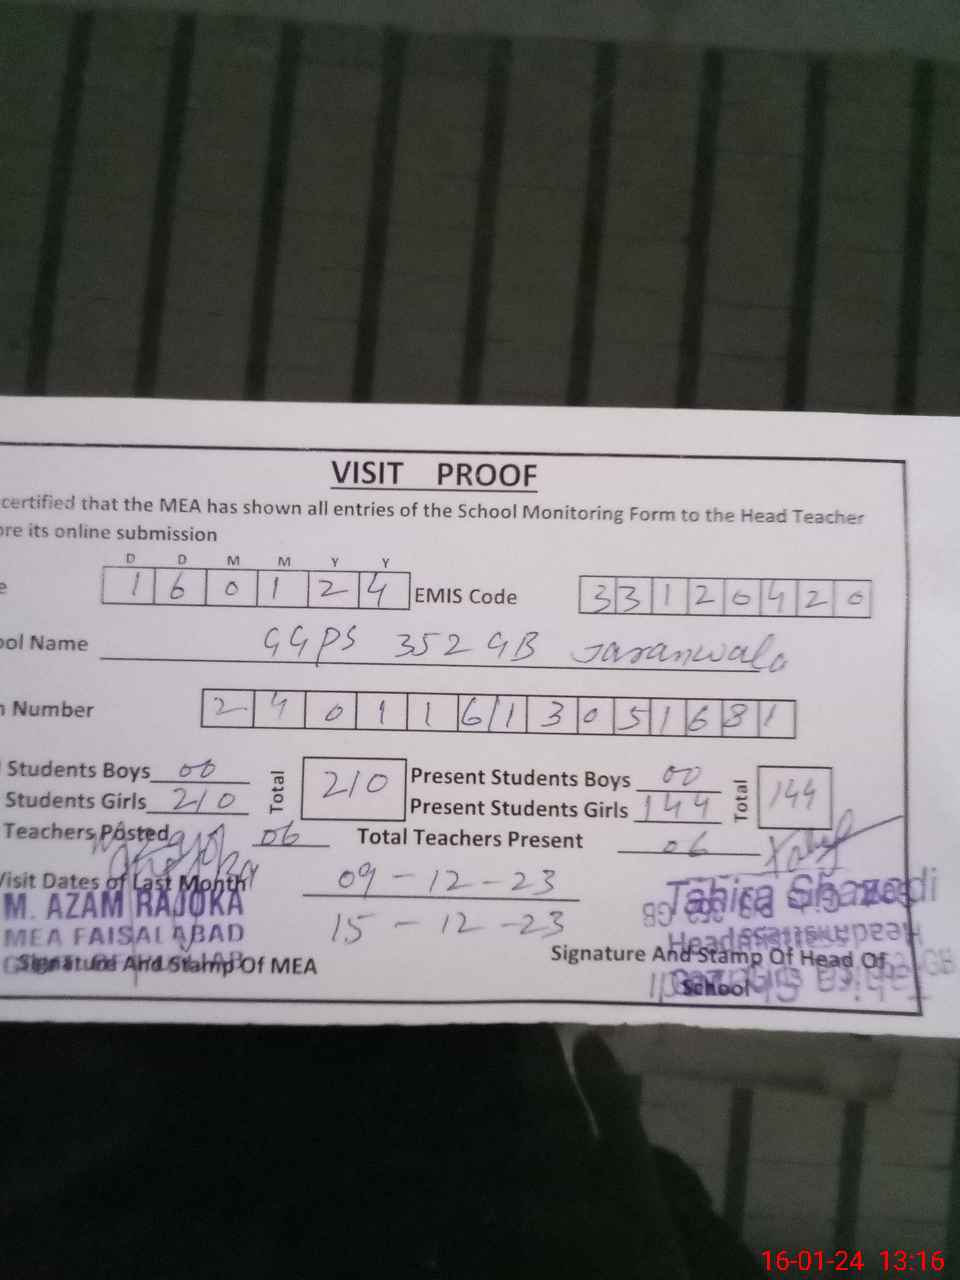 VISIT PROOF
certified that the MEA has shown all entries of the School Monitoring Form to the Head Teacher
ore its online submission
D D M M Y Y
e 1 6 0 1 2 4 EMIS Code 3 3 1 2 0 4 2 0
ool Name GGPS 352 GB Jaranwala
n Number 2 4 0 1 1 6 1 3 0 5 1 6 8 1
Students Boys 00 Total 210 Present Students Boys 00 Total 144
Students Girls 210 Present Students Girls 144
Teachers Posted 06 Total Teachers Present 06
Visit Dates of Last Month 09-12-23
15-12-23
M. AZAM RAJOKA
MEA FAISALABAD
Signature And Stamp Of MEA
Tahira Shazadi
Headmistress
Signature And Stamp Of Head Of
School
16-01-24 13:16